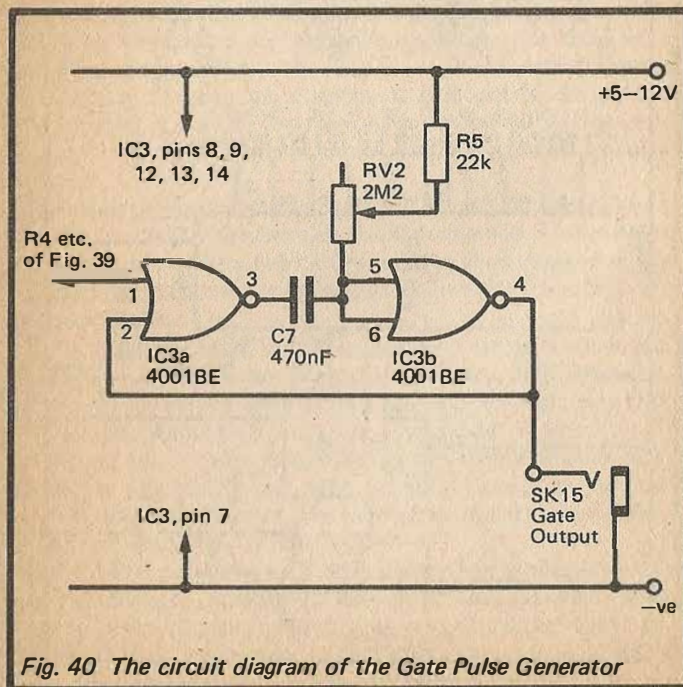 +5–12V
IC3, pins 8, 9,
12, 13, 14
R5
22k
RV2
2M2
R4 etc.
of Fig. 39
1
2
3
5
6
4
C7
470nF
IC3a
4001BE
IC3b
4001BE
IC3, pin 7
SK15
Gate
Output
–ve
Fig. 40 The circuit diagram of the Gate Pulse Generator